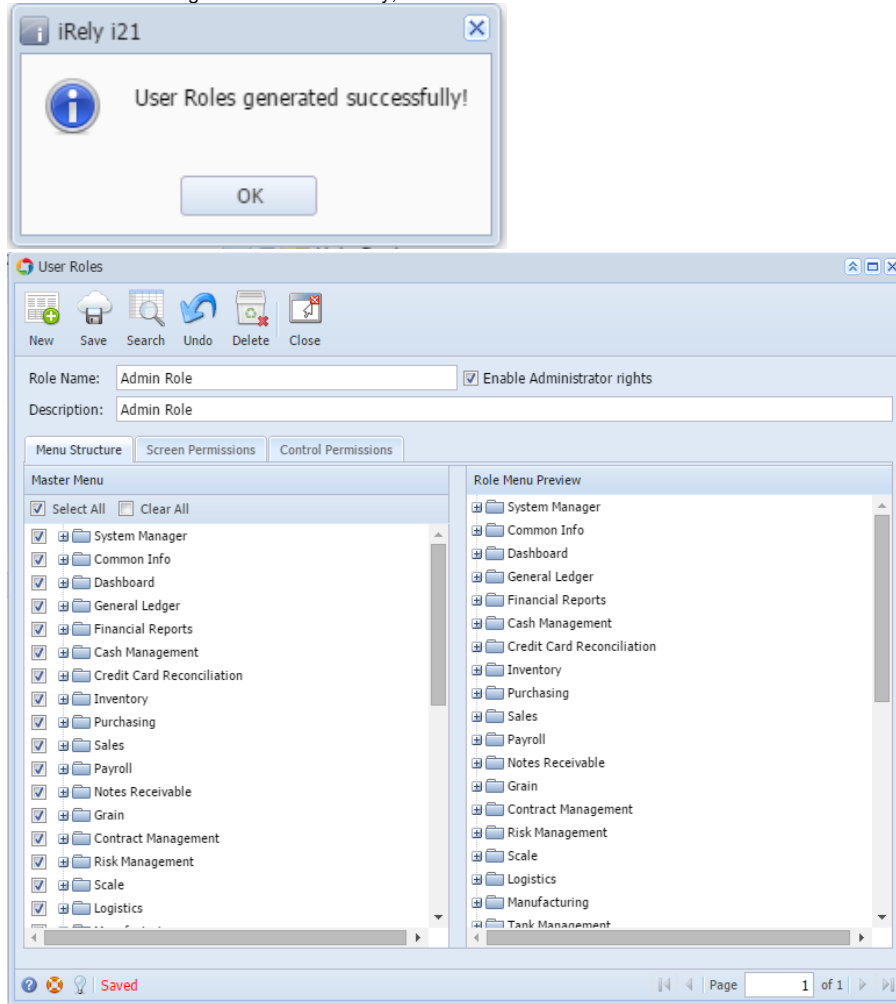 iRely i21
User Roles generated successfully!
OK
User Roles
New Save Search Undo Delete Close
Role Name: Admin Role Enable Administrator rights
Description: Admin Role
Menu Structure Screen Permissions Control Permissions
Master Menu
Select All Clear All
System Manager
Common Info
Dashboard
General Ledger
Financial Reports
Cash Management
Credit Card Reconciliation
Inventory
Purchasing
Sales
Payroll
Notes Receivable
Grain
Contract Management
Risk Management
Scale
Logistics
Role Menu Preview
System Manager
Common Info
Dashboard
General Ledger
Financial Reports
Cash Management
Credit Card Reconciliation
Inventory
Purchasing
Sales
Payroll
Notes Receivable
Grain
Contract Management
Risk Management
Scale
Logistics
Manufacturing
Tank Management
Saved
Page 1 of 1